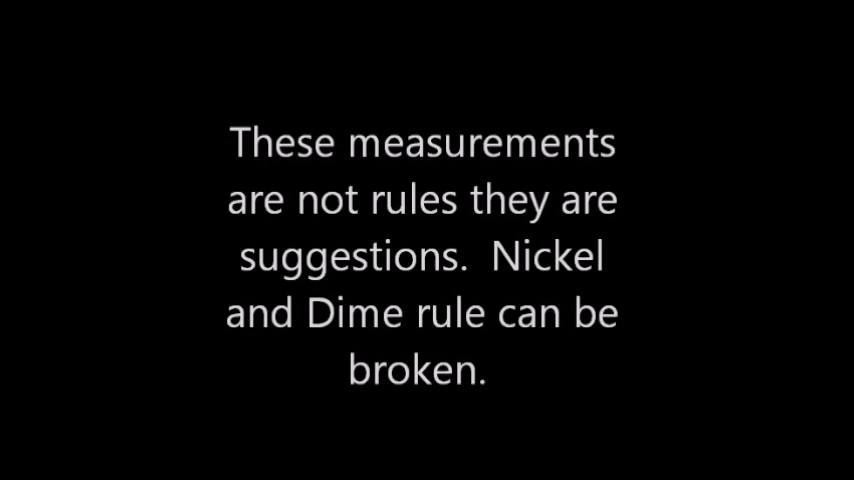 These measurements
are not rules they are
suggestions.  Nickel
and Dime rule can be
broken.